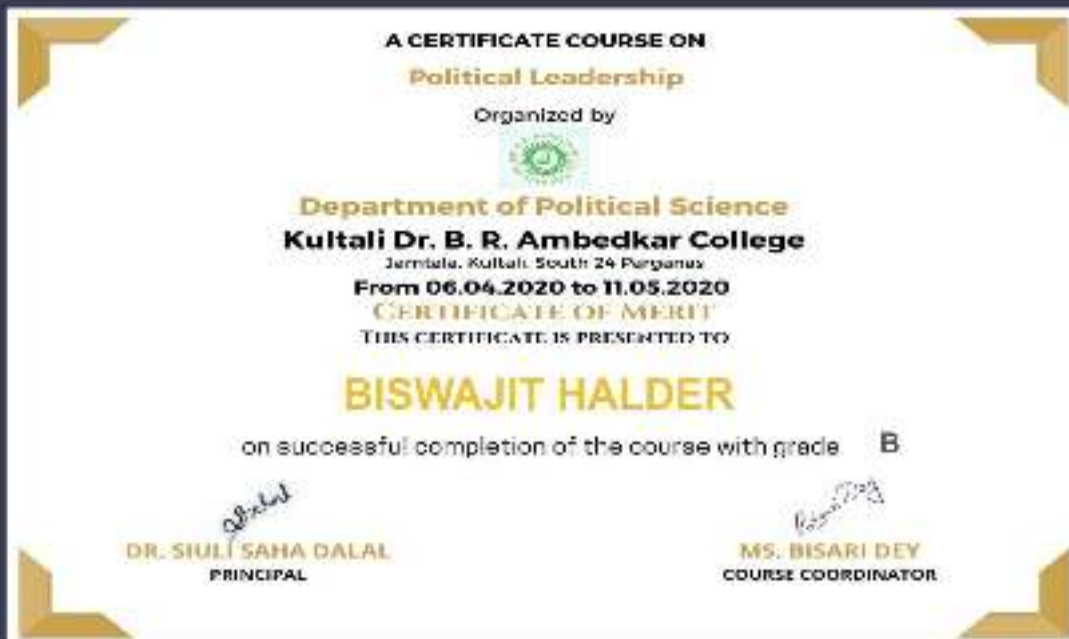 A CERTIFICATE COURSE ON
Political Leadership
Organized by
Department of Political Science
Kultali Dr. B. R. Ambedkar College
Jamtala, Kultali, South 24 Parganas
From 06.04.2020 to 11.05.2020
CERTIFICATE OF MERIT
THIS CERTIFICATE IS PRESENTED TO
BISWAJIT HALDER
on successful completion of the course with grade B
DR. SIULI SAHA DALAL
PRINCIPAL
MS. BISARI DEY
COURSE COORDINATOR